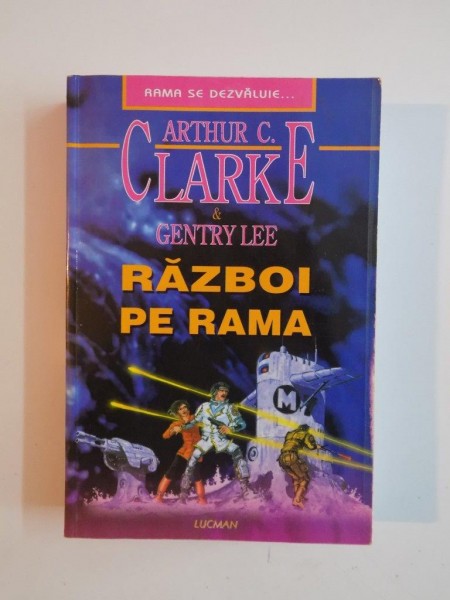 RAMA SE DEZVĂLUIE...
ARTHUR C.
CLARKE
&
GENTRY LEE
RĂZBOI
PE RAMA
M
LUCMAN